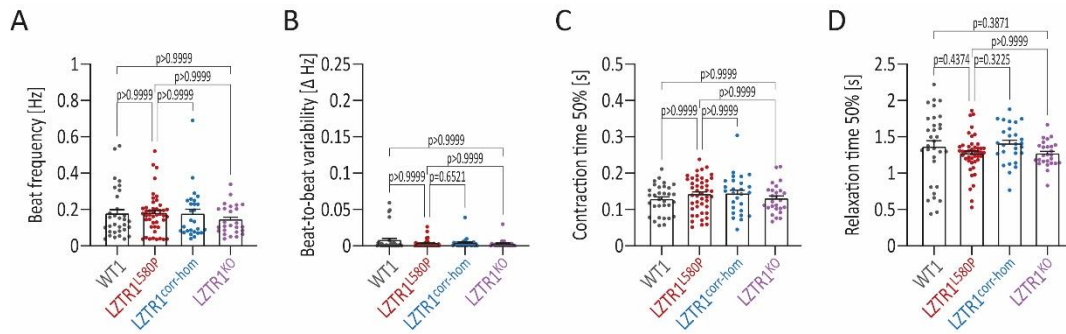 A
Beat frequency [Hz]
1
0.8
0.6
0.4
0.2
0
p>0.9999
p>0.9999
p>0.9999
p>0.9999
p>0.9999
WT1
LZTR1L580P
LZTR1corr-hom
LZTR1KO
B
Beat-to-beat variability [Δ Hz]
0.25
0.20
0.15
0.10
0.05
0
p>0.9999
p>0.9999
p>0.9999
p=0.6521
WT1
LZTR1L580P
LZTR1corr-hom
LZTR1KO
C
Contraction time 50% [s]
0.5
0.4
0.3
0.2
0.1
0
p>0.9999
p>0.9999
p>0.9999
p>0.9999
WT1
LZTR1L580P
LZTR1corr-hom
LZTR1KO
D
Relaxation time 50% [s]
2.5
2
1.5
1
0.5
0
p=0.3871
p>0.9999
p=0.4374
p=0.3225
WT1
LZTR1L580P
LZTR1corr-hom
LZTR1KO